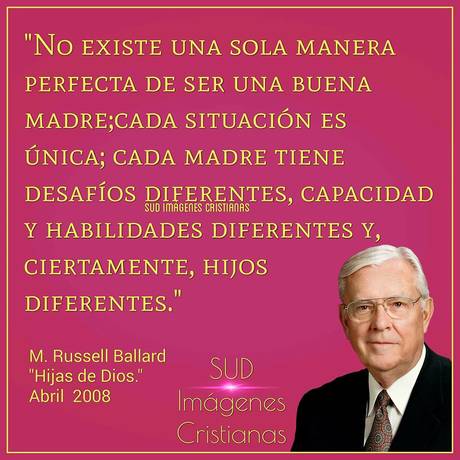 "No existe una sola manera
perfecta de ser una buena
madre;cada situación es
única; cada madre tiene
desafíos diferentes, capacidad
SUD IMÁGENES CRISTIANAS
y habilidades diferentes y,
ciertamente, hijos
diferentes."
M. Russell Ballard
"Hijas de Dios."
Abril 2008
SUD
Imágenes
Cristianas